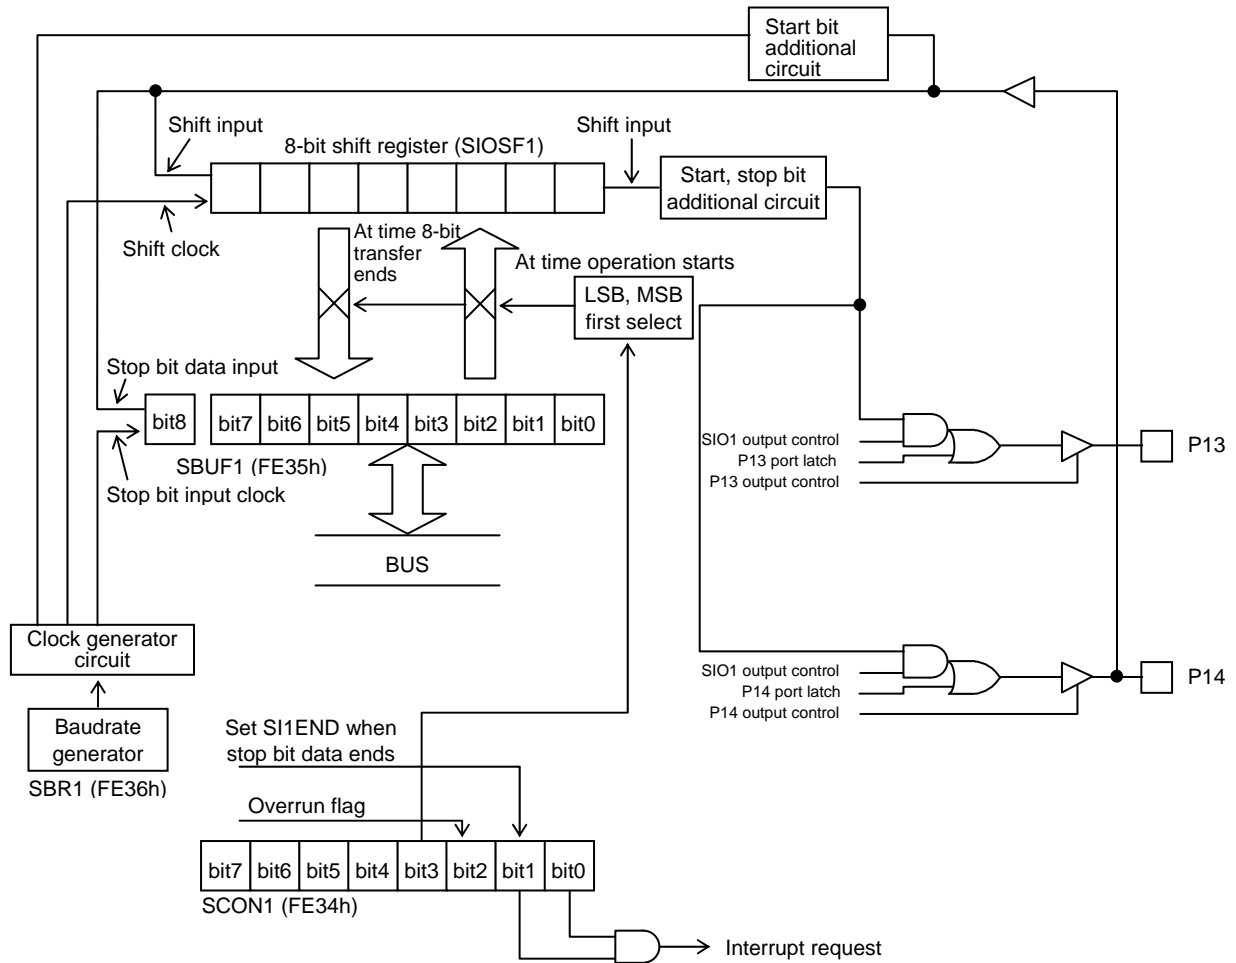 Start bit
additional
circuit
Shift input
8-bit shift register (SIOSF1)
Shift input
Start, stop bit
additional circuit
Shift clock
At time 8-bit
transfer
ends
At time operation starts
LSB, MSB
first select
Stop bit data input
bit8 bit7 bit6 bit5 bit4 bit3 bit2 bit1 bit0
SBUF1 (FE35h)
Stop bit input clock
BUS
SIO1 output control
P13 port latch
P13 output control
P13
Clock generator
circuit
Baudrate
generator
SBR1 (FE36h)
SIO1 output control
P14 port latch
P14 output control
P14
Set SI1END when
stop bit data ends
Overrun flag
bit7 bit6 bit5 bit4 bit3 bit2 bit1 bit0
SCON1 (FE34h)
Interrupt request